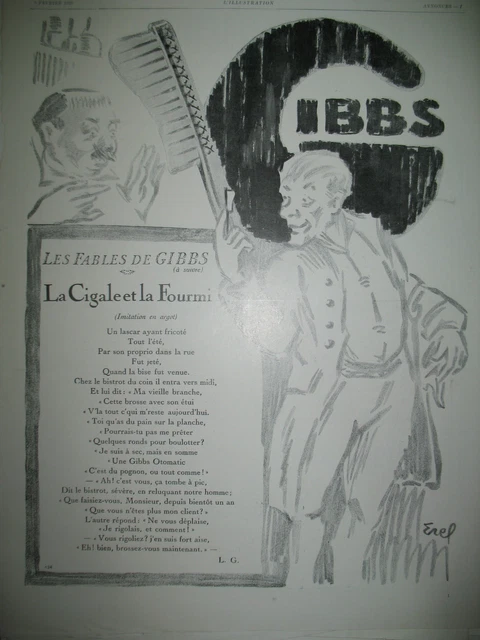 L'ILLUSTRATION
GIBBS
LES FABLES DE GIBBS
(à suivre)
La Cigale et la Fourmi
(Imitation en argot)
Un lascar ayant fricoté
Tout l'été,
Par son proprio dans la rue
Fut jeté,
Quand la bise fut venue.
Chez le bistrot du coin il entra vers midi,
Et lui dit : « Ma vieille branche,
« Cette brosse avec son étui
« V'la tout c'qui m'reste aujourd'hui.
« Toi qu'as du pain sur la planche,
« Pourrais-tu pas me prêter
« Quelques ronds pour boulotter?
« Je suis à sec, mais en somme
« Une Gibbs Otomatic
« C'est du pognon, ou tout comme! »
— « Ah! c'est vous, ça tombe à pic,
Dit le bistrot, sévère, en reluquant notre homme;
« Que faisiez-vous, Monsieur, depuis bientôt un an
« Que vous n'êtes plus mon client? »
L'autre répond : « Ne vous déplaise,
« Je rigolais, et comment! »
— « Vous rigoliez? j'en suis fort aise,
« Eh! bien, brossez-vous maintenant. » —
L. G.
Erel